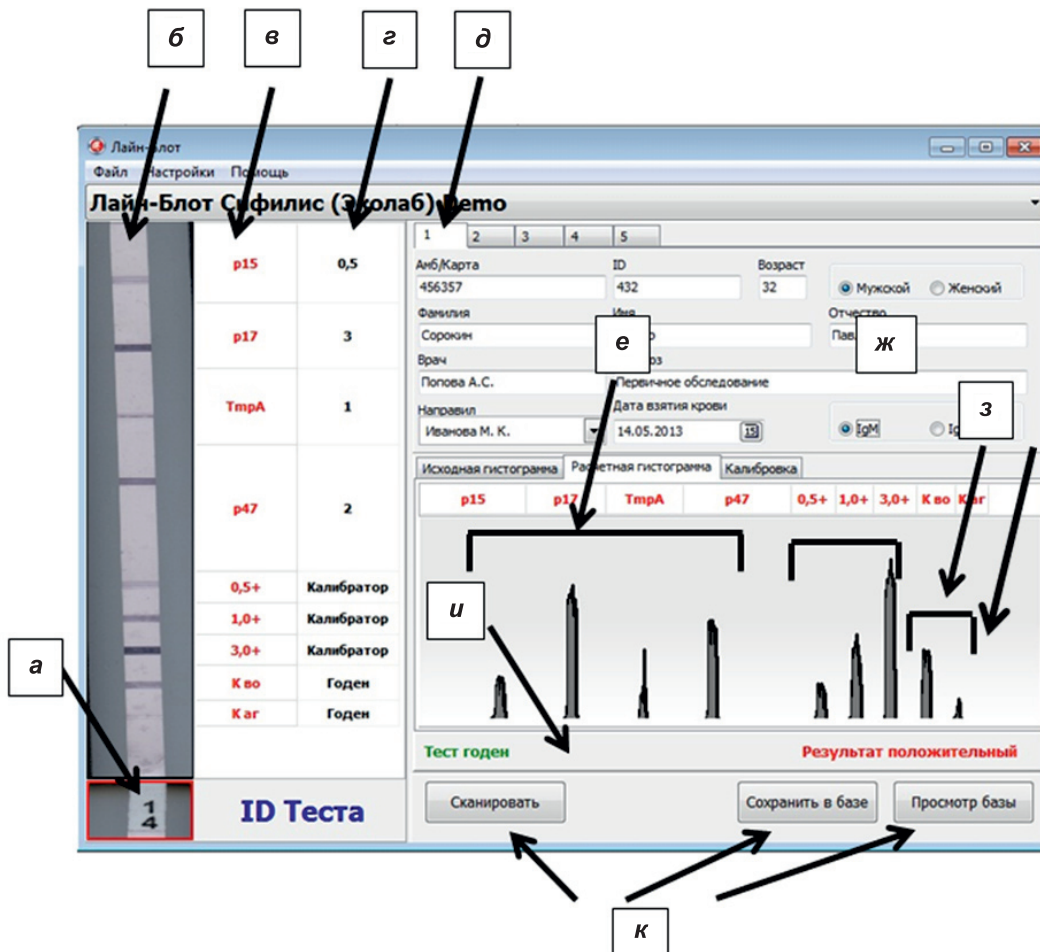 б в г д
Лайн-Блот
Файл Настройки Помощь
Лайн-Блот Сифилис (Эколаб) Demo
1 2 3 4 5
Амб/Карта ID Возраст
456357 432 32 Мужской Женский
Фамилия Имя Отчество
Сорокин
е ж
Врач
Попова А.С. Первичное обследование
Направил Дата взятия крови
Иванова М. К. 14.05.2013 15 IgM
з
Исходная гистограмма Расчетная гистограмма Калибровка
p15 p17 TmpA p47 0,5+ 1,0+ 3,0+ К во К аг
p15 0,5
p17 3
TmpA 1
p47 2
0,5+ Калибратор
1,0+ Калибратор
3,0+ Калибратор
К во Годен
К аг Годен
и
а
Тест годен Результат положительный
1
4
ID Теста
Сканировать Сохранить в базе Просмотр базы
к